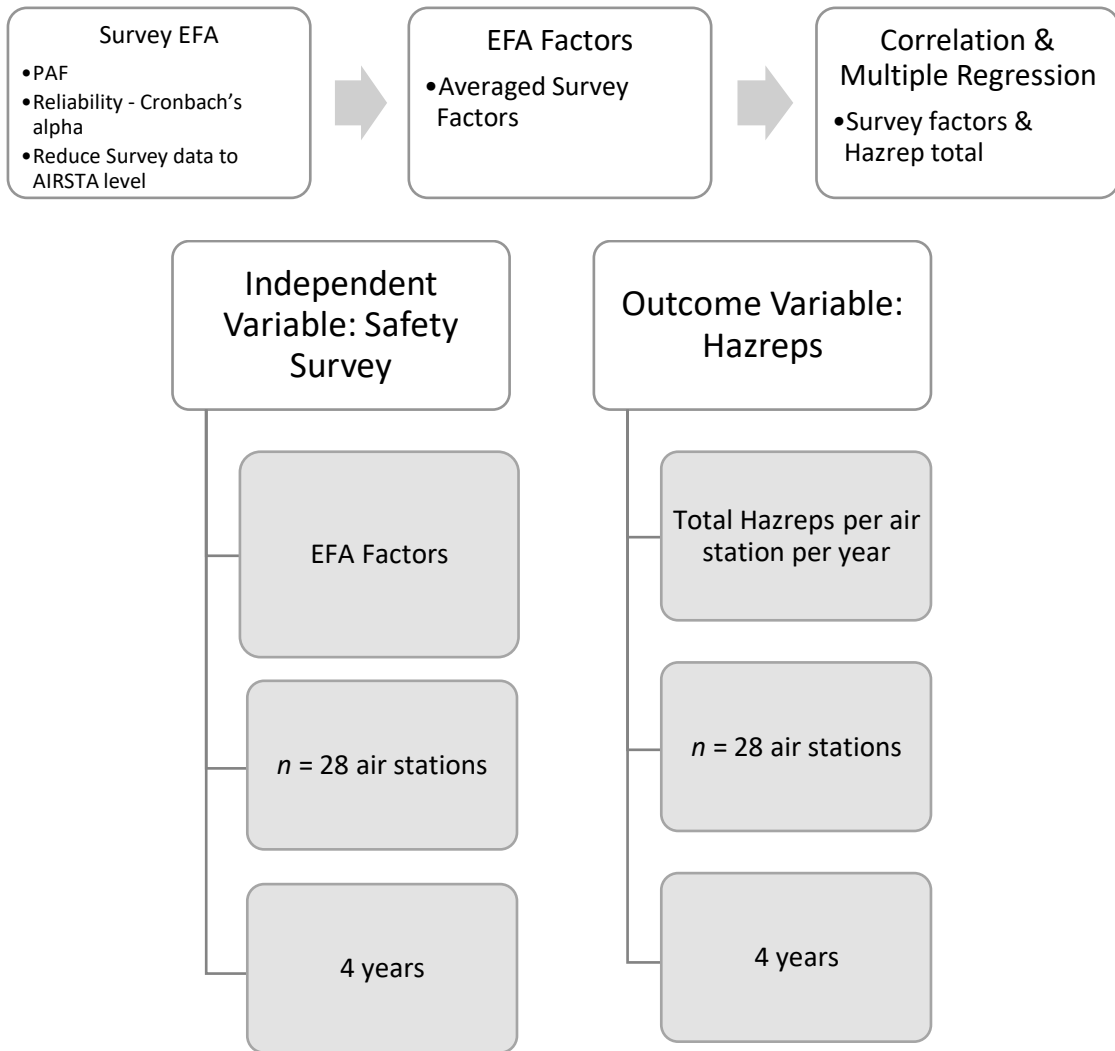 Survey EFA
•PAF
•Reliability - Cronbach's
alpha
•Reduce Survey data to
AIRSTA level
EFA Factors
•Averaged Survey
Factors
Correlation &
Multiple Regression
•Survey factors &
Hazrep total
Independent
Variable: Safety
Survey
EFA Factors
n = 28 air stations
4 years
Outcome Variable:
Hazreps
Total Hazreps per air
station per year
n = 28 air stations
4 years